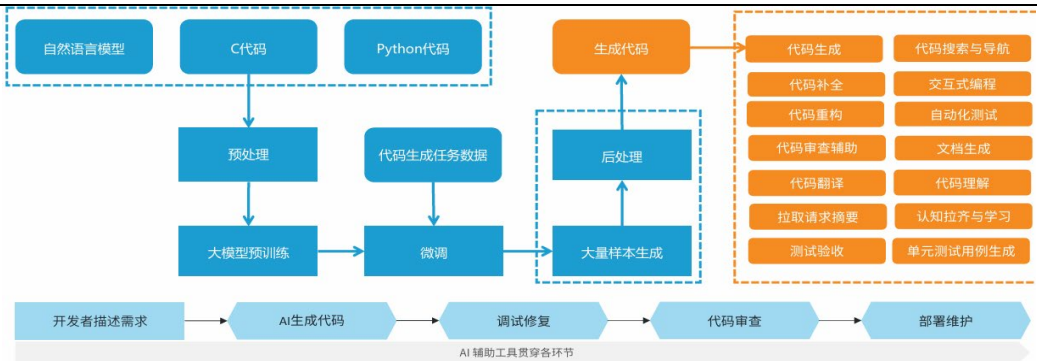 自然语言模型
C代码
Python代码
生成代码
代码生成
代码搜索与导航
代码补全
交互式编程
代码重构
自动化测试
预处理
代码生成任务数据
后处理
代码审查辅助
文档生成
代码翻译
代码理解
拉取请求摘要
认知拉齐与学习
大模型预训练
微调
大量样本生成
测试验收
单元测试用例生成
开发者描述需求
AI生成代码
调试修复
代码审查
部署维护
AI 辅助工具贯穿各环节